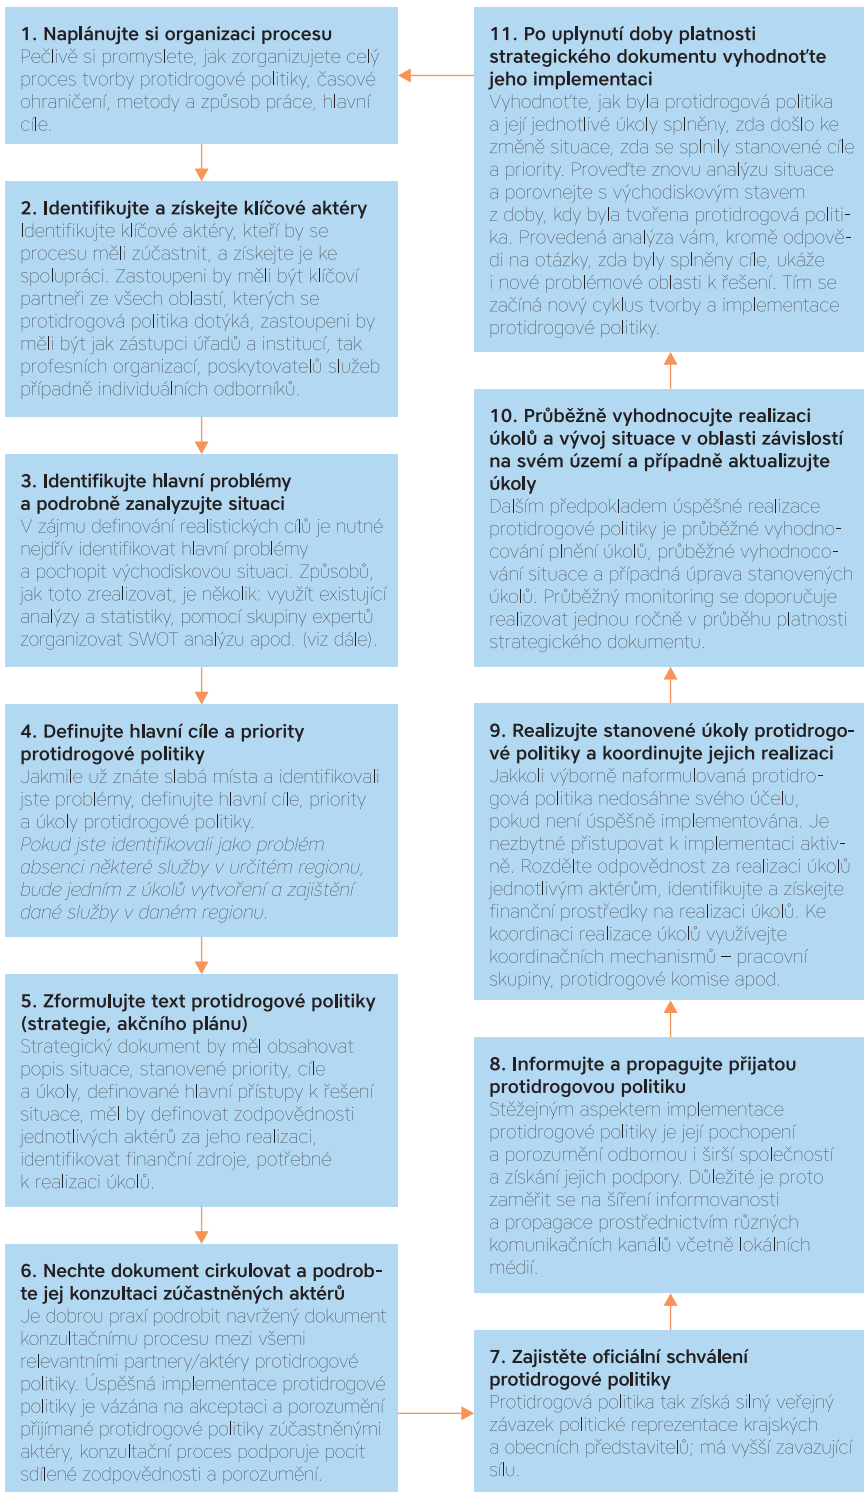 1. Naplánujte si organizaci procesu
Pečlivě si promyslete, jak zorganizujete celý
proces tvorby protidrogové politiky, časové
ohraničení, metody a způsob práce, hlavní
cíle.
2. Identifikujte a získejte klíčové aktéry
Identifikujte klíčové aktéry, kteří by se
procesu měli zúčastnit, a získejte je ke
spolupráci. Zastoupeni by měli být klíčoví
partneři ze všech oblastí, kterých se
protidrogová politika dotýká, zastoupeni by
měli být jak zástupci úřadů a institucí, tak
profesních organizací, poskytovatelů služeb
případně individuálních odborníků.
3. Identifikujte hlavní problémy
a podrobně zanalyzujte situaci
V zájmu definování realistických cílů je nutné
nejdřív identifikovat hlavní problémy
a pochopit východiskovou situaci. Způsobů,
jak toto zrealizovat, je několik: využít existující
analýzy a statistiky, pomocí skupiny expertů
zorganizovat SWOT analýzu apod. (viz dále).
4. Definujte hlavní cíle a priority
protidrogové politiky
Jakmile už znáte slabá místa a identifikovali
jste problémy, definujte hlavní cíle, priority
a úkoly protidrogové politiky.
Pokud jste identifikovali jako problém
absenci některé služby v určitém regionu,
bude jedním z úkolů vytvoření a zajištění
dané služby v daném regionu.
5. Zformulujte text protidrogové politiky
(strategie, akčního plánu)
Strategický dokument by měl obsahovat
popis situace, stanovené priority, cíle
a úkoly, definované hlavní přístupy k řešení
situace, měl by definovat zodpovědnosti
jednotlivých aktérů za jeho realizaci,
identifikovat finanční zdroje, potřebné
k realizaci úkolů.
6. Nechte dokument cirkulovat a podrob-
te jej konzultaci zúčastněných aktérů
Je dobrou praxí podrobit navržený dokument
konzultačnímu procesu mezi všemi
relevantními partnery/aktéry protidrogové
politiky. Úspěšná implementace protidrogové
politiky je vázána na akceptaci a porozumění
přijímané protidrogové politiky zúčastněnými
aktéry, konzultační proces podporuje pocit
sdílené zodpovědnosti a porozumění.
7. Zajistěte oficiální schválení
protidrogové politiky
Protidrogová politika tak získá silný veřejný
závazek politické reprezentace krajských
a obecních představitelů; má vyšší zavazující
sílu.
8. Informujte a propagujte přijatou
protidrogovou politiku
Stěžejným aspektem implementace
protidrogové politiky je její pochopení
a porozumění odbornou i širší společností
a získání jejich podpory. Důležité je proto
zaměřit se na šíření informovanosti
a propagace prostřednictvím různých
komunikačních kanálů včetně lokálních
médií.
9. Realizujte stanovené úkoly protidrogo-
vé politiky a koordinujte jejich realizaci
Jakkoli výborně naformulovaná protidro-
gová politika nedosáhne svého účelu,
pokud není úspěšně implementována. Je
nezbytné přistupovat k implementaci aktiv-
ně. Rozdělte odpovědnost za realizaci úkolů
jednotlivým aktérům, identifikujte a získejte
finanční prostředky na realizaci úkolů. Ke
koordinaci realizace úkolů využívejte
koordinačních mechanismů – pracovní
skupiny, protidrogové komise apod.
10. Průběžně vyhodnocujte realizaci
úkolů a vývoj situace v oblasti závislostí
na svém území a případně aktualizujte
úkoly
Dalším předpokladem úspěšné realizace
protidrogové politiky je průběžné vyhodno-
cování plnění úkolů, průběžné vyhodnoco-
vání situace a případná úprava stanovených
úkolů. Průběžný monitoring se doporučuje
realizovat jednou ročně v průběhu platnosti
strategického dokumentu.
11. Po uplynutí doby platnosti
strategického dokumentu vyhodnoťte
jeho implementaci
Vyhodnoťte, jak byla protidrogová politika
a její jednotlivé úkoly splněny, zda došlo ke
změně situace, zda se splnily stanovené cíle
a priority. Proveďte znovu analýzu situace
a porovnejte s východiskovým stavem
z doby, kdy byla tvořena protidrogová politi-
ka. Provedená analýza vám, kromě odpově-
di na otázky, zda byly splněny cíle, ukáže
i nové problémové oblasti k řešení. Tím se
začíná nový cyklus tvorby a implementace
protidrogové politiky.